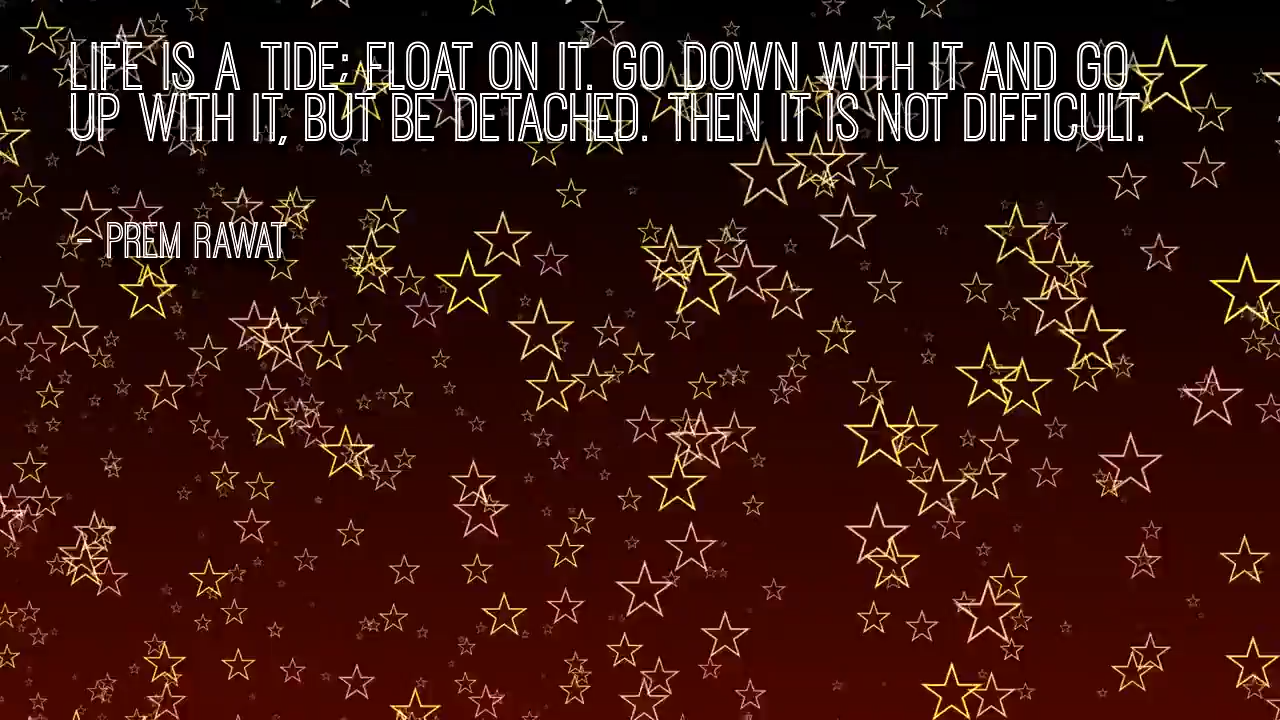 LIFE IS A TIDE; FLOAT ON IT. GO DOWN WITH IT AND GO
UP WITH IT, BUT BE DETACHED. THEN IT IS NOT DIFFICULT.
- PREM RAWAT